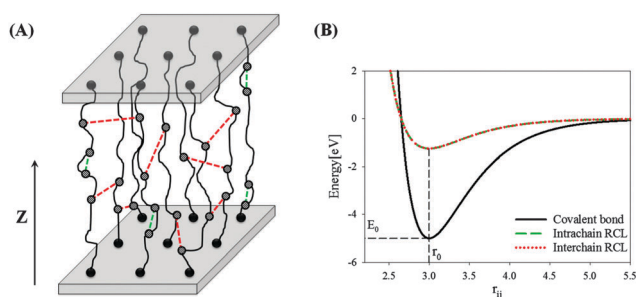 (A)
Z
(B)
Energy[eV]
2
0
-2
-4
-6
E0
r0
Covalent bond
Intrachain RCL
Interchain RCL
2.5 3.0 3.5 4.0 4.5 5.0 5.5
rij